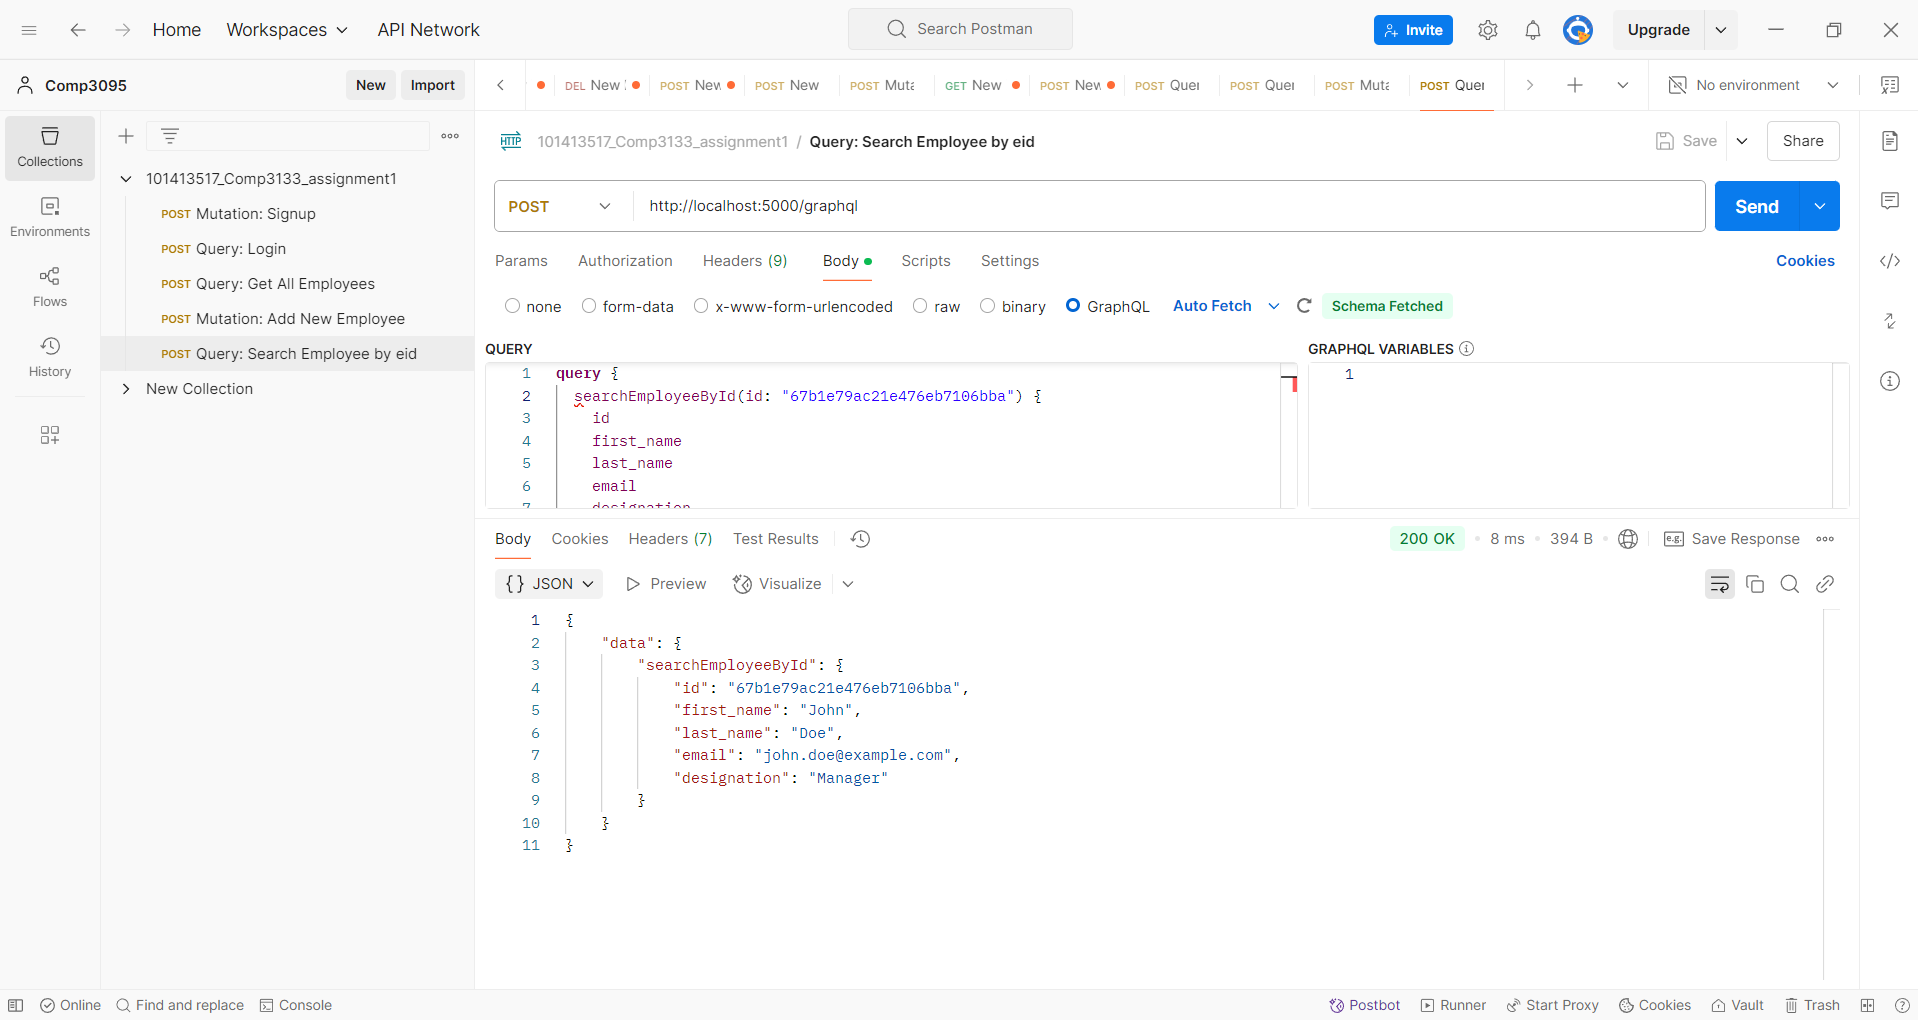 Home
Workspaces
API Network
Search Postman
Invite
Upgrade
Comp3095
New
Import
DEL New
POST New
POST New
POST Muta
GET New
POST New
POST Quer
POST Quer
POST Muta
POST Quer
No environment
Collections
Environments
Flows
History
101413517_Comp3133_assignment1
POST Mutation: Signup
POST Query: Login
POST Query: Get All Employees
POST Mutation: Add New Employee
POST Query: Search Employee by eid
New Collection
HTTP 101413517_Comp3133_assignment1 / Query: Search Employee by eid
Save
Share
POST
http://localhost:5000/graphql
Send
Params
Authorization
Headers (9)
Body
Scripts
Settings
Cookies
none
form-data
x-www-form-urlencoded
raw
binary
GraphQL
Auto Fetch
Schema Fetched
QUERY
1 query {
2 searchEmployeeById(id: "67b1e79ac21e476eb7106bba") {
3 id
4 first_name
5 last_name
6 email
7 designation
GRAPHQL VARIABLES
1
Body
Cookies
Headers (7)
Test Results
200 OK
8 ms
394 B
e.g. Save Response
{} JSON
Preview
Visualize
1 {
2 "data": {
3 "searchEmployeeById": {
4 "id": "67b1e79ac21e476eb7106bba",
5 "first_name": "John",
6 "last_name": "Doe",
7 "email": "john.doe@example.com",
8 "designation": "Manager"
9 }
10 }
11 }
Online
Find and replace
Console
Postbot
Runner
Start Proxy
Cookies
Vault
Trash